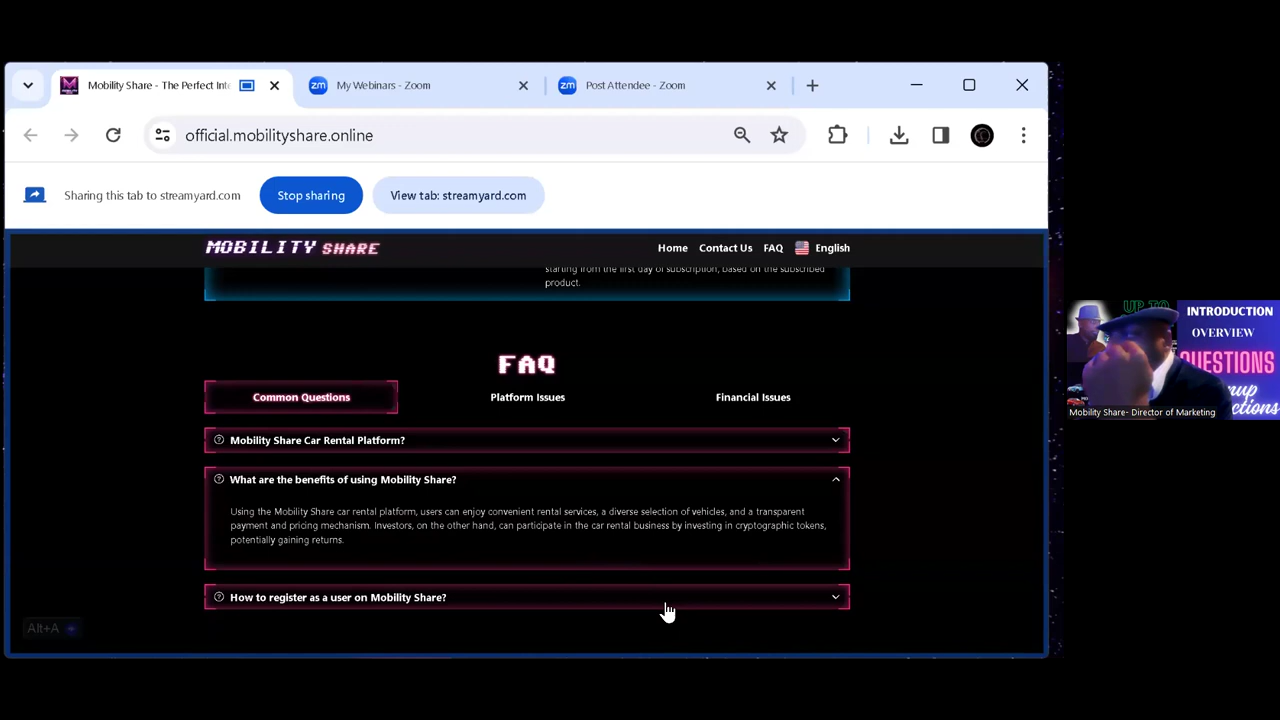 Mobility Share - The Perfect Inte
My Webinars - Zoom
Post Attendee - Zoom
official.mobilityshare.online
Sharing this tab to streamyard.com
Stop sharing
View tab: streamyard.com
MOBILITY SHARE
Home
Contact Us
FAQ
English
starting from the first day of subscription, based on the subscribed
product.
FAQ
Common Questions
Platform Issues
Financial Issues
Mobility Share Car Rental Platform?
What are the benefits of using Mobility Share?
Using the Mobility Share car rental platform, users can enjoy convenient rental services, a diverse selection of vehicles, and a transparent
payment and pricing mechanism. Investors, on the other hand, can participate in the car rental business by investing in cryptographic tokens,
potentially gaining returns.
How to register as a user on Mobility Share?
Alt+A
UP TO
INTRODUCTION
OVERVIEW
QUESTIONS
Mobility Share- Director of Marketing